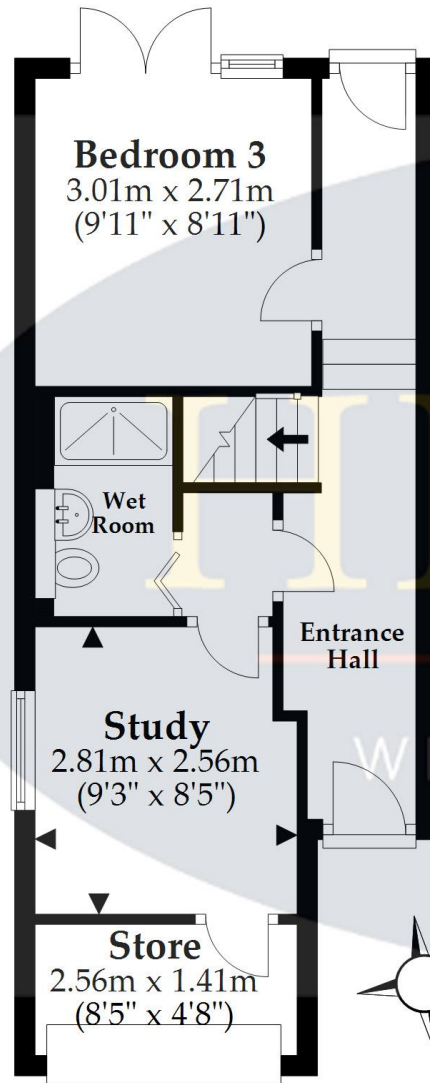 Bedroom 3
3.01m x 2.71m
(9'11" x 8'11")
Wet
Room
Entrance
Hall
Study
2.81m x 2.56m
(9'3" x 8'5")
Store
2.56m x 1.41m
(8'5" x 4'8")